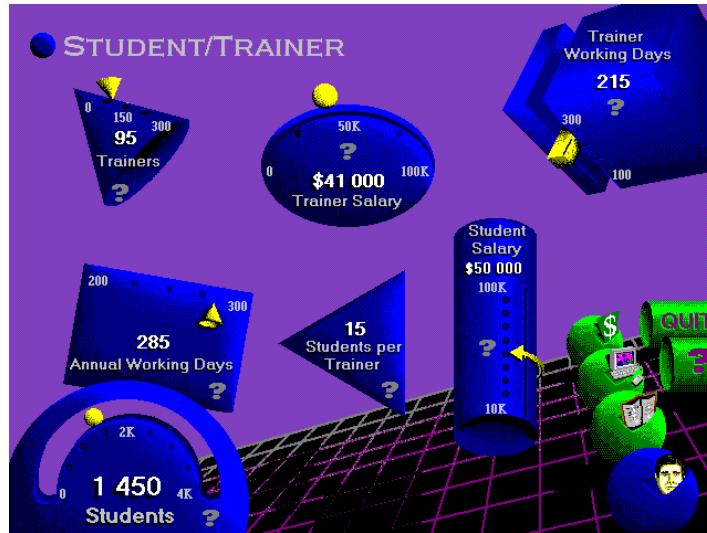 STUDENT/TRAINER
0
150
300
95
Trainers
?
50K
?
0
100K
$41 000
Trainer Salary
Trainer
Working Days
215
?
300
100
200
300
285
Annual Working Days
?
15
Students per
Trainer
?
Student
Salary
$50 000
100K
?
10K
$
QUIT
?
2K
0
4K
1 450
Students
?